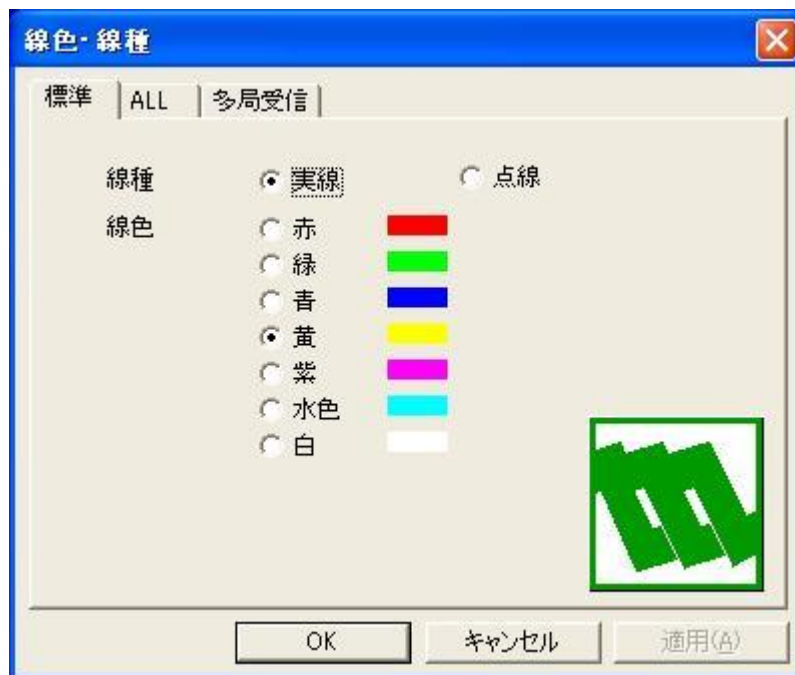 線色・線種
標準 ALL 多局受信
線種 実線 点線
線色 赤
緑
青
黄
紫
水色
白
OK キャンセル 適用(A)